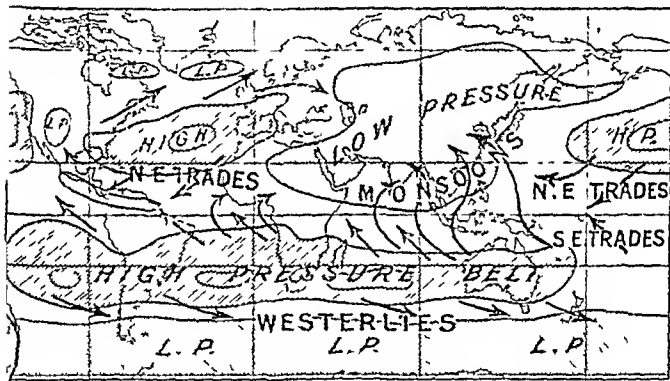 L.P. L.P.
L.P.
HIGH
LOW PRESSURE
H.P.
N.E TRADES
MONSOONS
N.E TRADES
S.E TRADES
HIGH PRESSURE BELT
WESTERLIES
L.P. L.P. L.P.